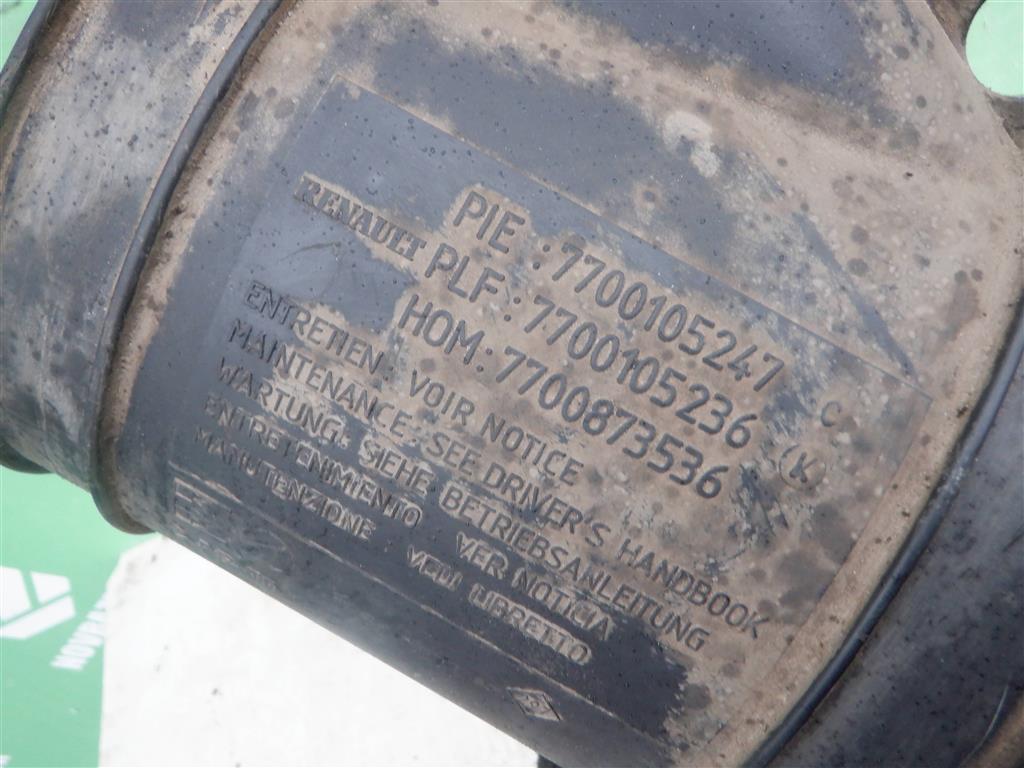 RENAULT
PIE : 7700105247 C
PLF : 7700105236 (K)
HOM : 7700873536
ENTRETIEN : VOIR NOTICE
MAINTENANCE : SEE DRIVER'S HANDBOOK
WARTUNG : SIEHE BETRIEBSANLEITUNG
ENTRETENIMIENTO VER NOTICIA
MANUTENZIONE : VEDI LIBRETTO